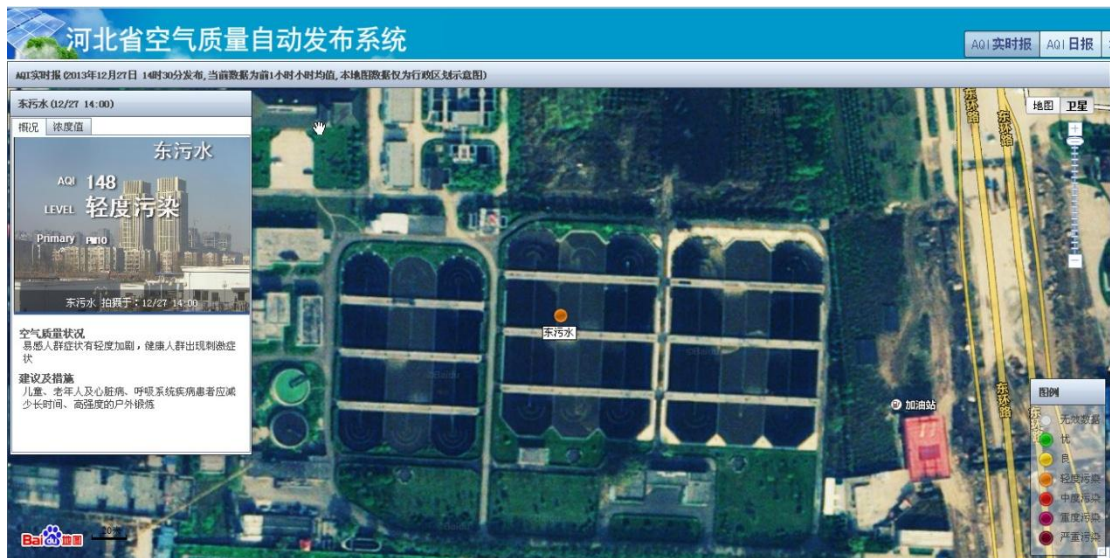 河北省空气质量自动发布系统
AQI实时报
AQI日报
AQI实时报(2013年12月27日 14时30分发布,当前数据为前1小时小时均值,本地图数据仅为行政区划示意图)
东污水(12/27 14:00)
概况
浓度值
东污水
AQI 148
LEVEL 轻度污染
Primary PM10
东污水 拍摄于:12/27 14:00
空气质量状况
易感人群症状有轻度加剧,健康人群出现刺激症
状
建议及措施
儿童、老年人及心脏病、呼吸系统疾病患者应减
少长时间、高强度的户外锻炼
东污水
东环路
东环路
地图
卫星
加油站
东环路
东环路
图例
无效数据
优
良
轻度污染
中度污染
重度污染
严重污染
Bai du 地图